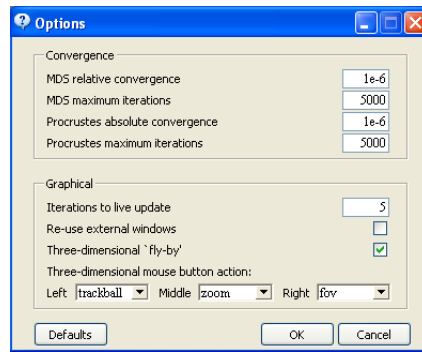 Options
Convergence
MDS relative convergence 1e-6
MDS maximum iterations 5000
Procrustes absolute convergence 1e-6
Procrustes maximum iterations 5000
Graphical
Iterations to live update 5
Re-use external windows
Three-dimensional `fly-by'
Three-dimensional mouse button action:
Left trackball Middle zoom Right fov
Defaults OK Cancel